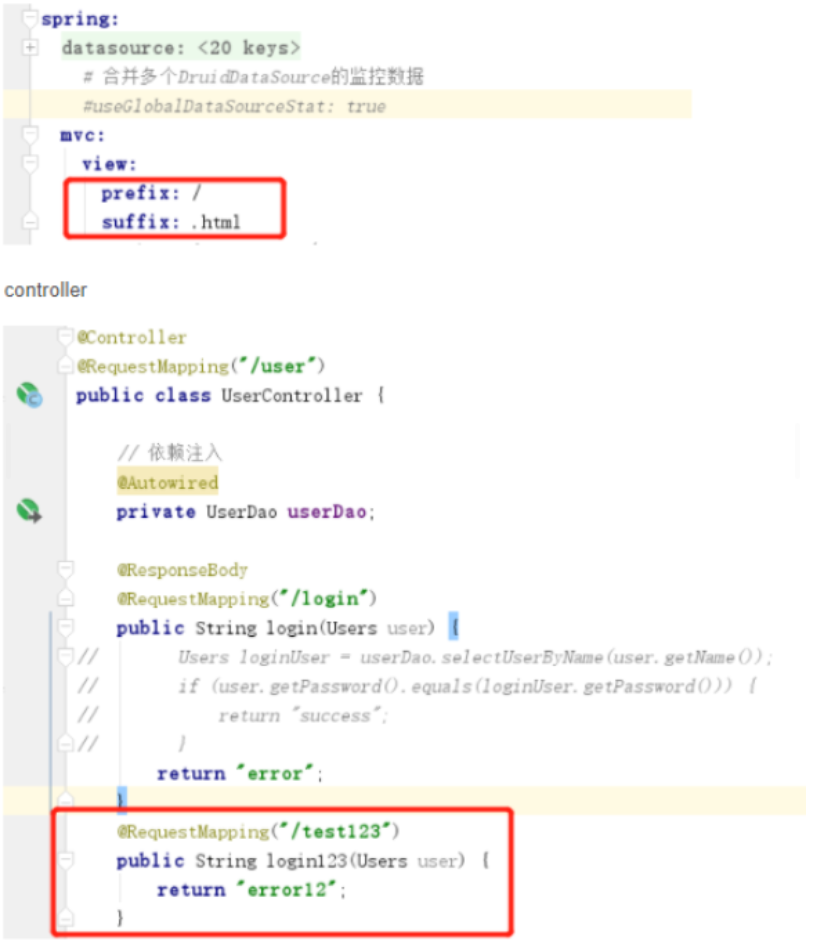 spring:
datasource: <20 keys>
# 合并多个DruidDataSource的监控数据
#useGlobalDataSourceStat: true
mvc:
view:
prefix: /
suffix: .html
controller
@Controller
@RequestMapping("/user")
public class UserController {
// 依赖注入
@Autowired
private UserDao userDao;
@ResponseBody
@RequestMapping("/login")
public String login(Users user) {
// Users loginUser = userDao.selectUserByName(user.getName());
// if (user.getPassword().equals(loginUser.getPassword())) {
// return "success";
// }
return "error";
}
@RequestMapping("/test123")
public String login123(Users user) {
return "error12";
}